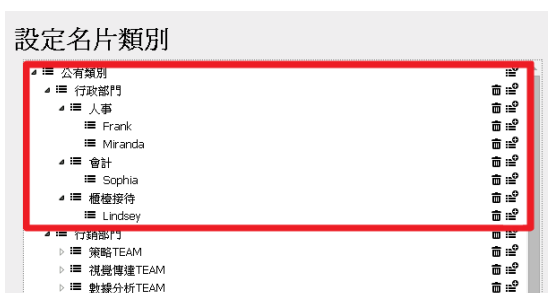 設定名片類別
公有類別
行政部門
人事
Frank
Miranda
會計
Sophia
櫃檯接待
Lindsey
行銷部門
策略TEAM
視覺傳達TEAM
數據分析TEAM